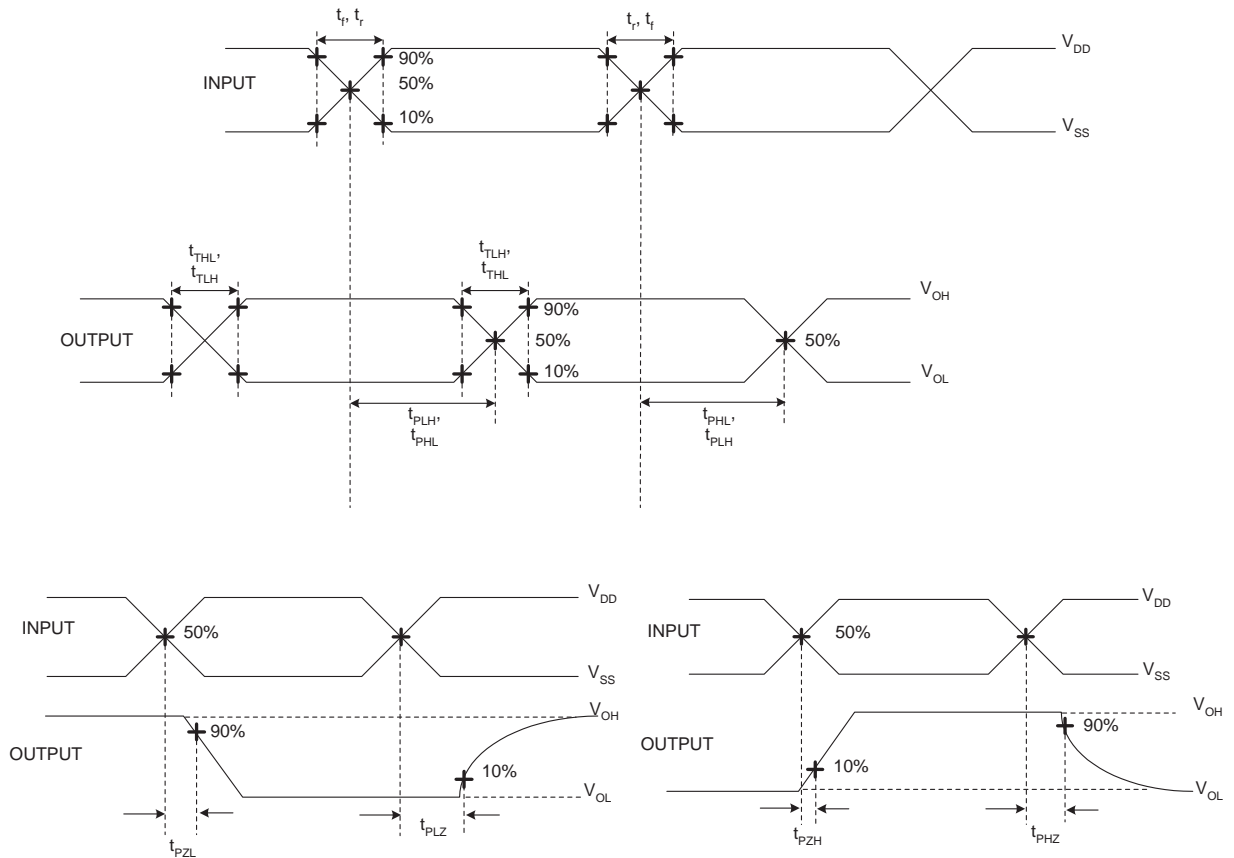 tf, tr
tr, tf
VDD
90%
INPUT
50%
10%
VSS
tTHL,
tTLH
tTLH,
tTHL
VOH
90%
OUTPUT
50%
50%
10%
VOL
tPLH,
tPHL
tPHL,
tPLH
VDD
INPUT
50%
VSS
VOH
90%
OUTPUT
10%
VOL
tPZL
tPLZ
VDD
INPUT
50%
VSS
VOH
90%
OUTPUT
10%
VOL
tPZH
tPHZ